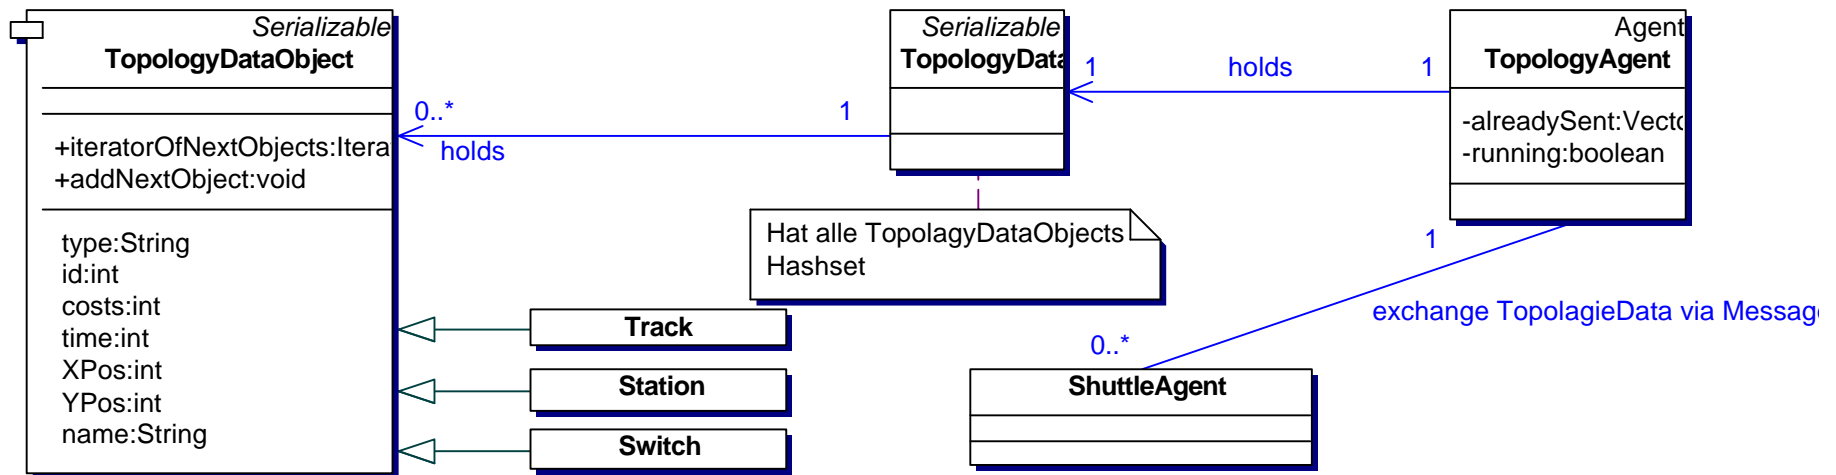 Serializable
TopologyDataObject
+iteratorOfNextObjects:Itera
+addNextObject:void
type:String
id:int
costs:int
time:int
XPos:int
YPos:int
name:String
0..*
1
holds
Serializable
TopologyData
1
holds
1
Agent
TopologyAgent
-alreadySent:Vecto
-running:boolean
Hat alle TopolagyDataObjects
Hashset
1
exchange TopolagieData via Message
0..*
ShuttleAgent
Track
Station
Switch